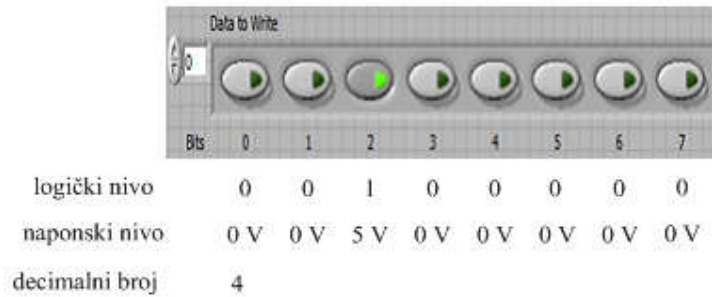 Data to Write
0
Bits 0 1 2 3 4 5 6 7
logički nivo 0 0 1 0 0 0 0 0
naponski nivo 0 V 0 V 5 V 0 V 0 V 0 V 0 V 0 V
decimalni broj 4